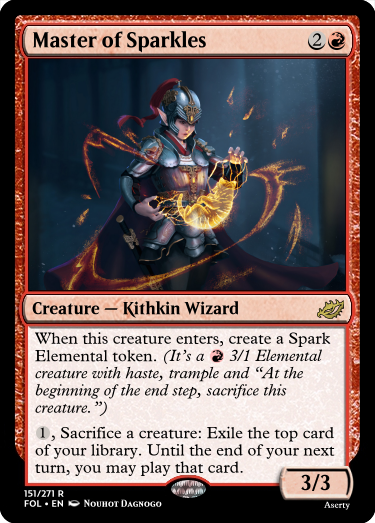 Master of Sparkles 2
Creature — Kithkin Wizard
When this creature enters, create a Spark
Elemental token. (It's a 3/1 Elemental
creature with haste, trample and “At the
beginning of the end step, sacrifice this
creature.”)
1, Sacrifice a creature: Exile the top card
of your library. Until the end of your next
turn, you may play that card.
3/3
151/271 R
FOL • EN Nouhot Dagnogo
Aserty